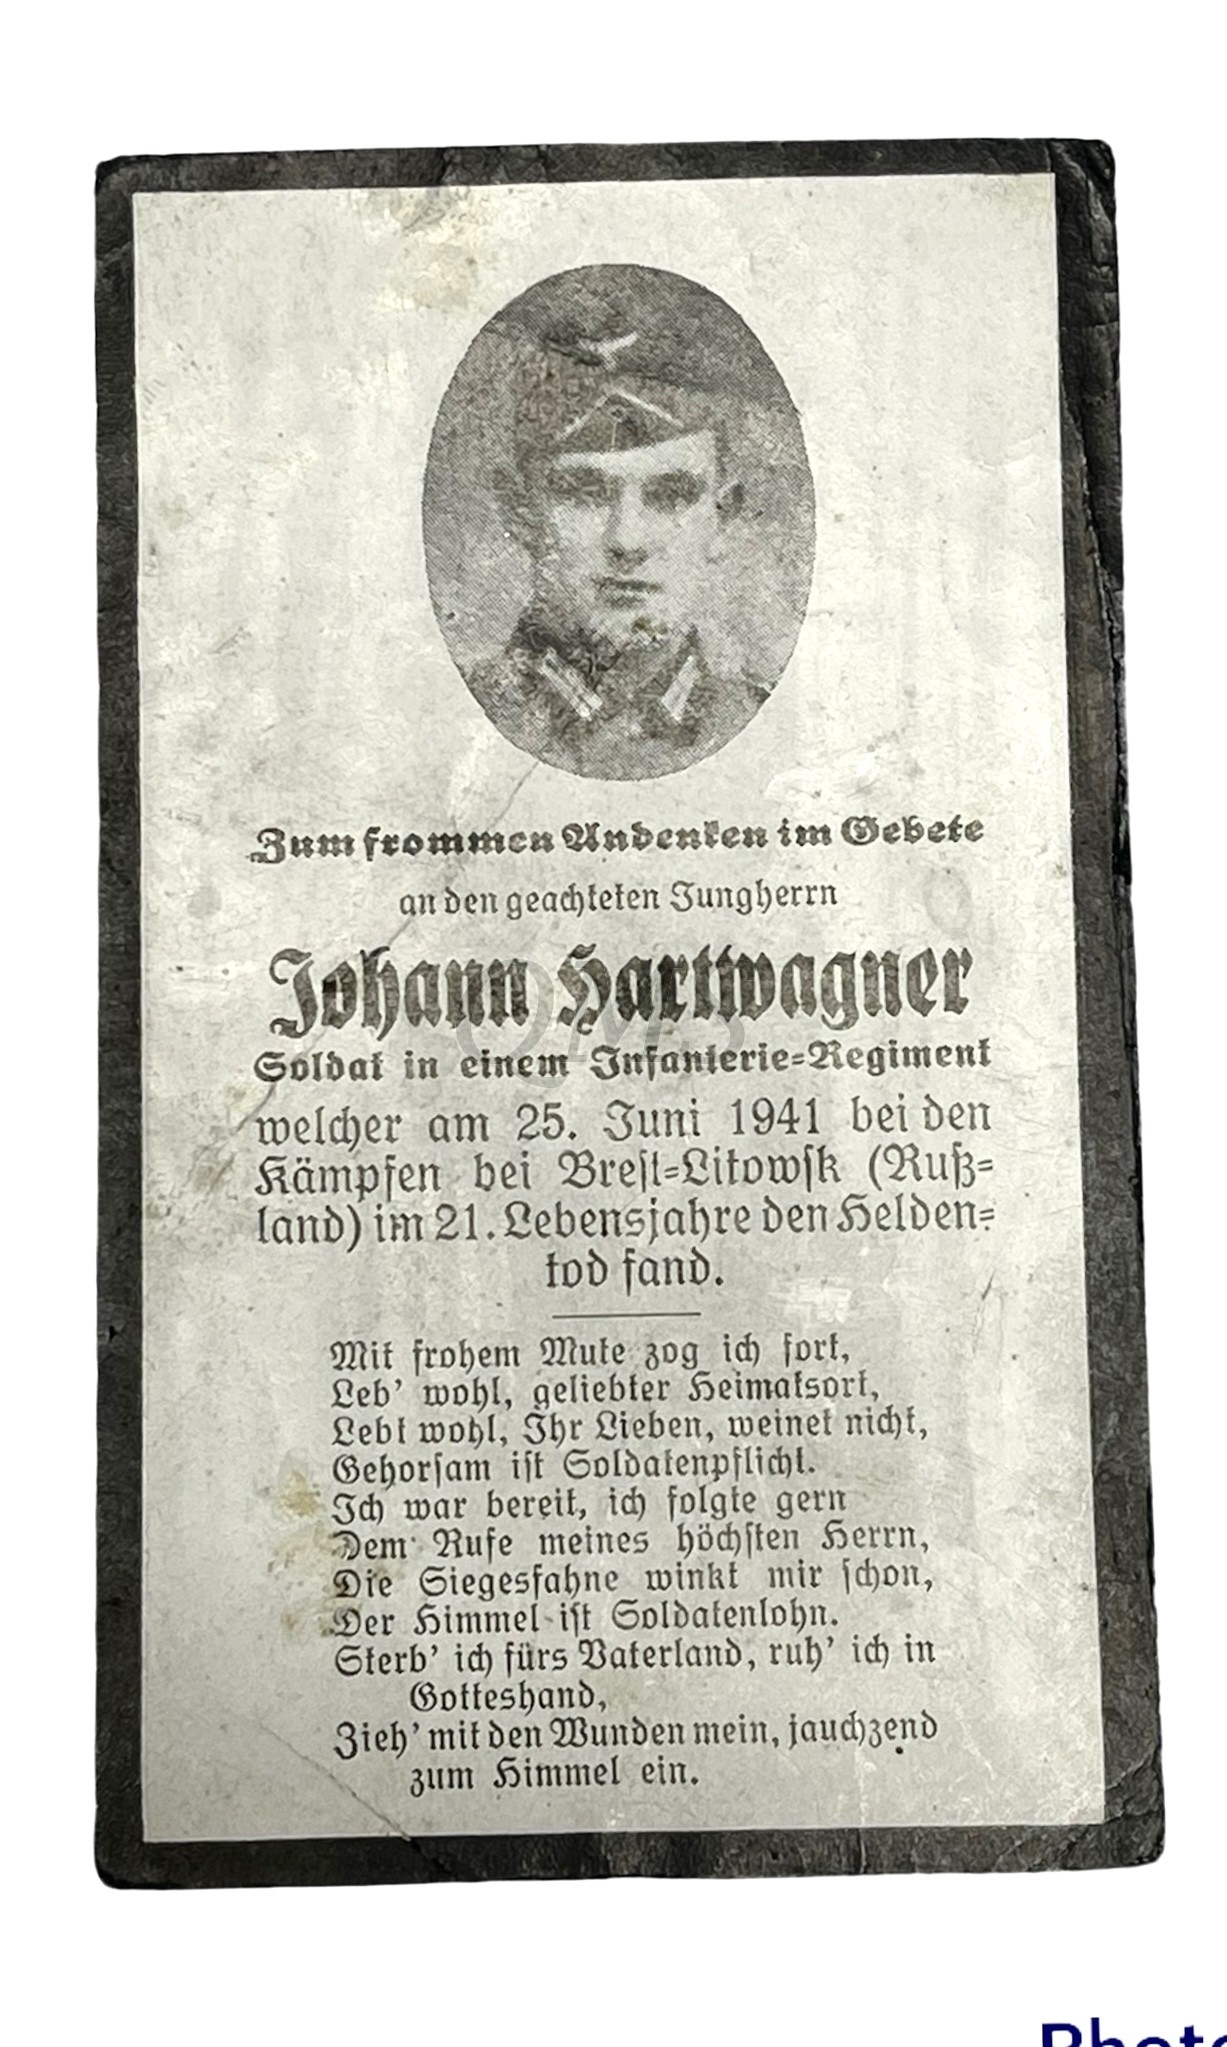 Zum frommen Andenken im Gebete
an den geachteten Jungherrn
Johann Hartwagner
Soldat in einem Infanterie=Regiment
welcher am 25. Juni 1941 bei den
Kämpfen bei Brest=Litowsk (Ruß=
land) im 21. Lebensjahre den Helden=
tod fand.
Mit frohem Mute zog ich fort,
Leb' wohl, geliebter Heimatsort,
Lebt wohl, Ihr Lieben, weinet nicht,
Gehorsam ist Soldatenpflicht.
Ich war bereit, ich folgte gern
Dem Rufe meines höchsten Herrn,
Die Siegesfahne winkt mir schon,
Der Himmel ist Soldatenlohn.
Sterb' ich fürs Vaterland, ruh' ich in
Gotteshand,
Zieh' mit den Wunden mein, jauchzend
zum Himmel ein.